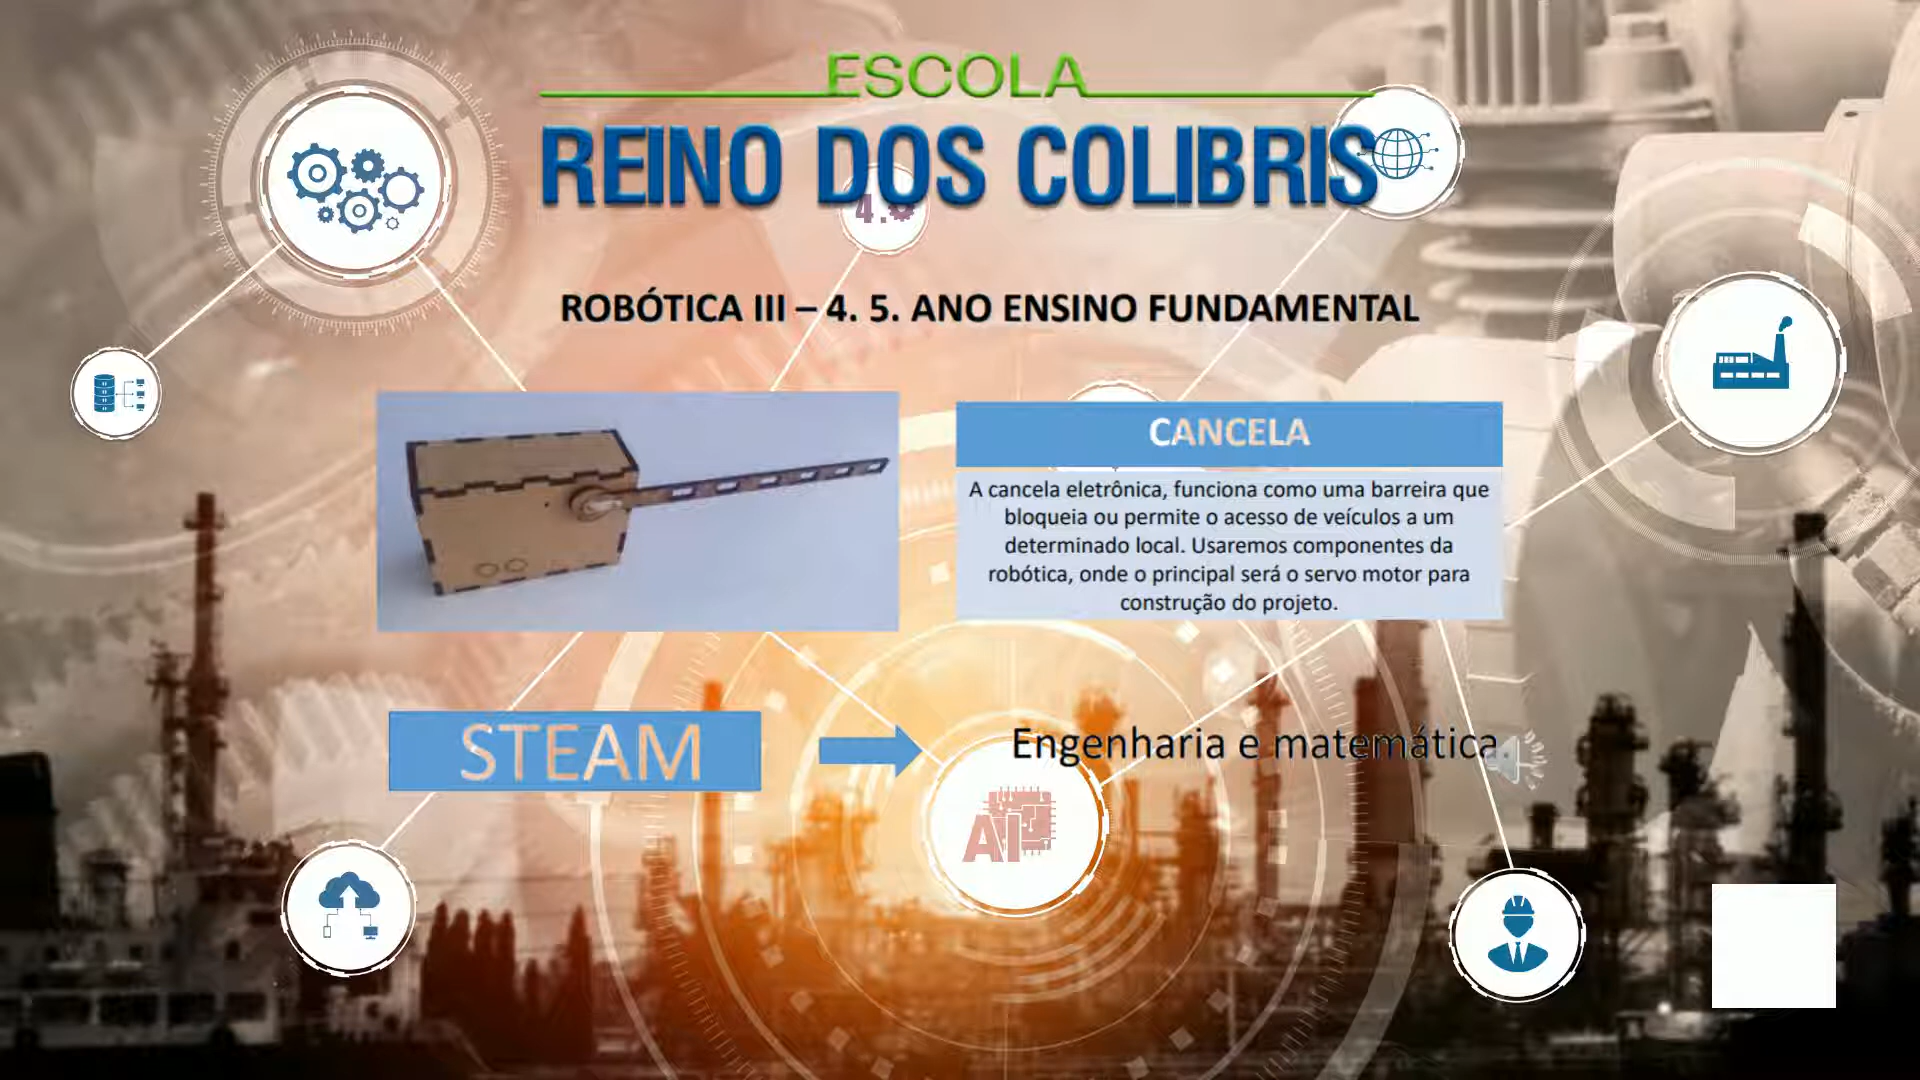 ESCOLA
REINO DOS COLIBRIS
4.
ROBÓTICA III – 4. 5. ANO ENSINO FUNDAMENTAL
CANCELA
A cancela eletrônica, funciona como uma barreira que
bloqueia ou permite o acesso de veículos a um
determinado local. Usaremos componentes da
robótica, onde o principal será o servo motor para
construção do projeto.
STEAM
Engenharia e matemática.
AI